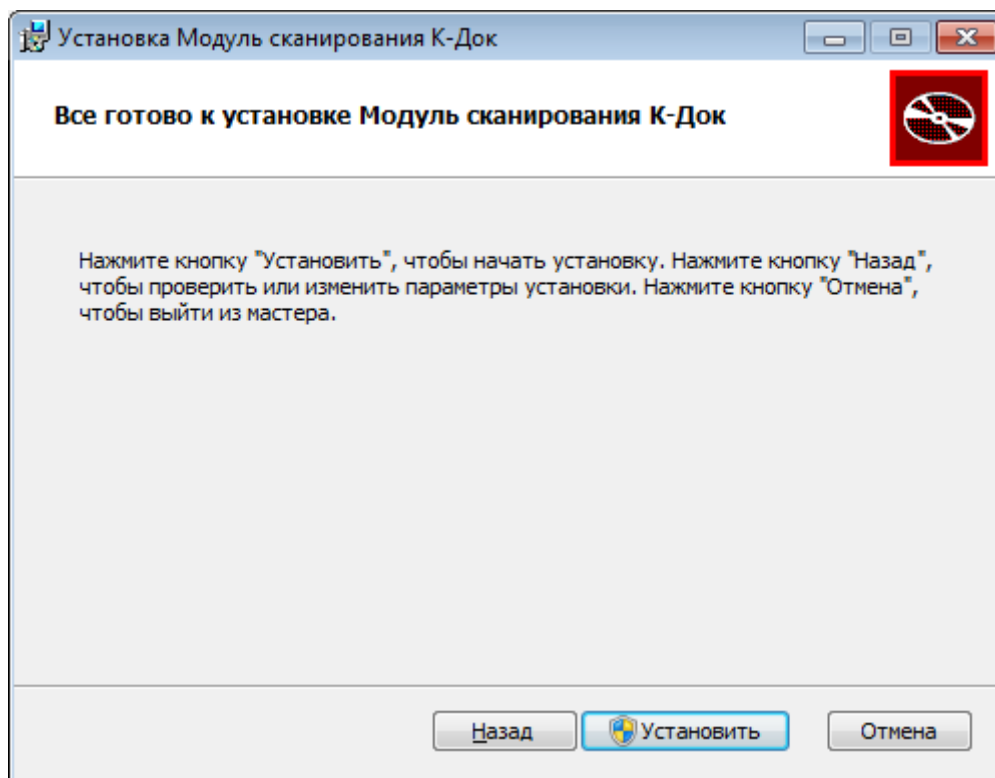 Установка Модуль сканирования К-Док
Все готово к установке Модуль сканирования К-Док
Нажмите кнопку "Установить", чтобы начать установку. Нажмите кнопку "Назад",
чтобы проверить или изменить параметры установки. Нажмите кнопку "Отмена",
чтобы выйти из мастера.
Назад
Установить
Отмена